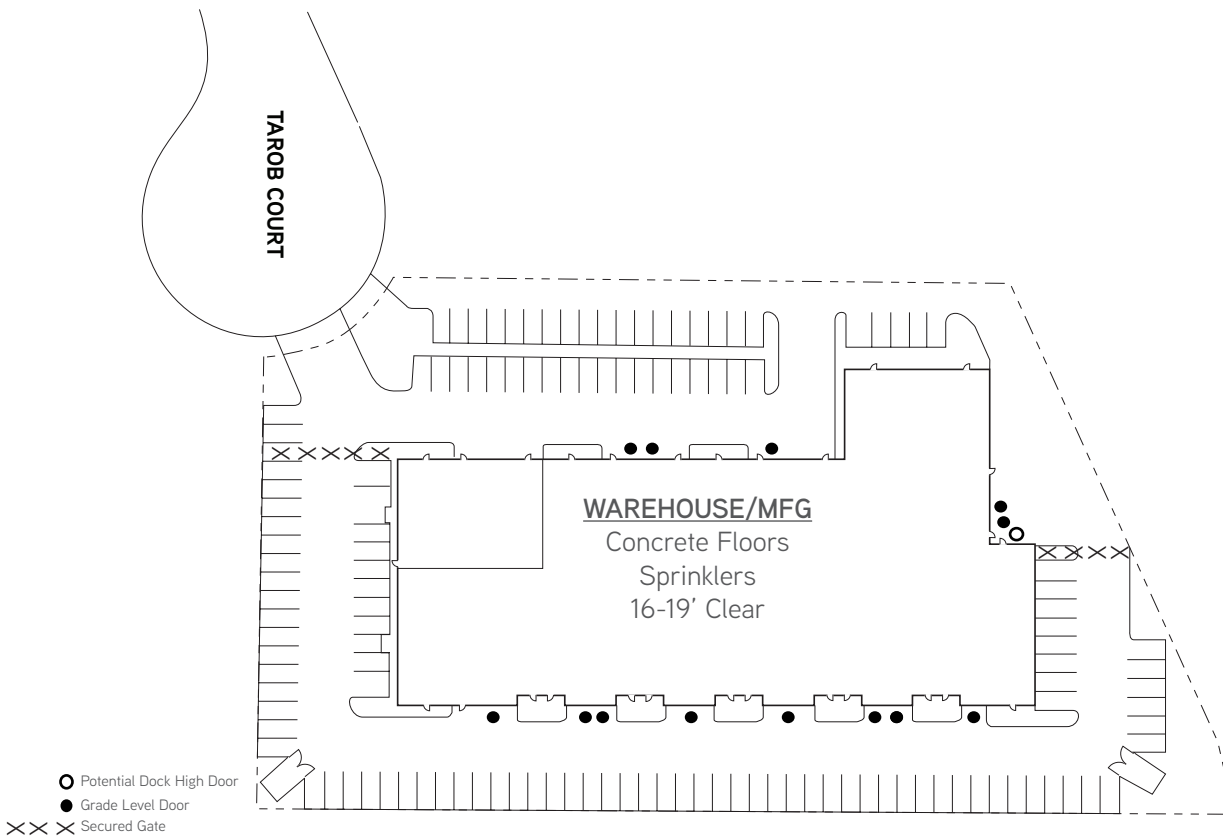 TAROB COURT
WAREHOUSE/MFG
Concrete Floors
Sprinklers
16-19’ Clear
Potential Dock High Door
Grade Level Door
Secured Gate